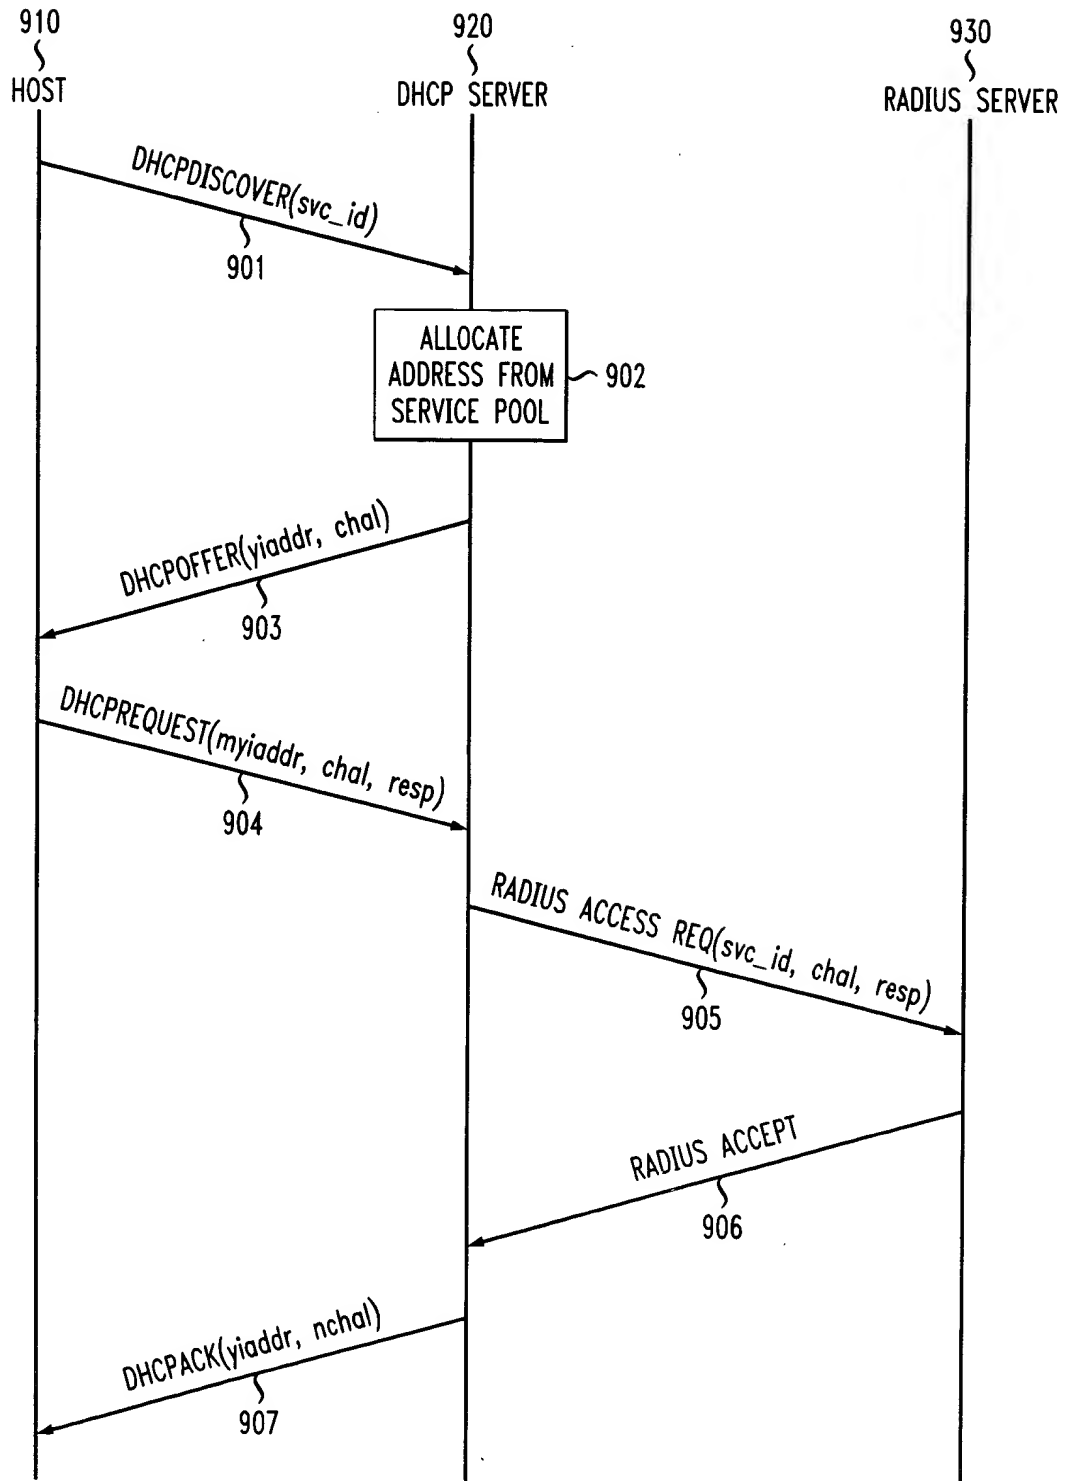 910
920
930
HOST
DHCP SERVER
RADIUS SERVER
DHCPDISCOVER(svc_id)
901
ALLOCATE
ADDRESS FROM
SERVICE POOL
902
DHCPOFFER(yiaddr, chal)
903
DHCPREQUEST(myiaddr, chal, resp)
904
RADIUS ACCESS REQ(svc_id, chal, resp)
905
RADIUS ACCEPT
906
DHCPACK(yiaddr, nchal)
907